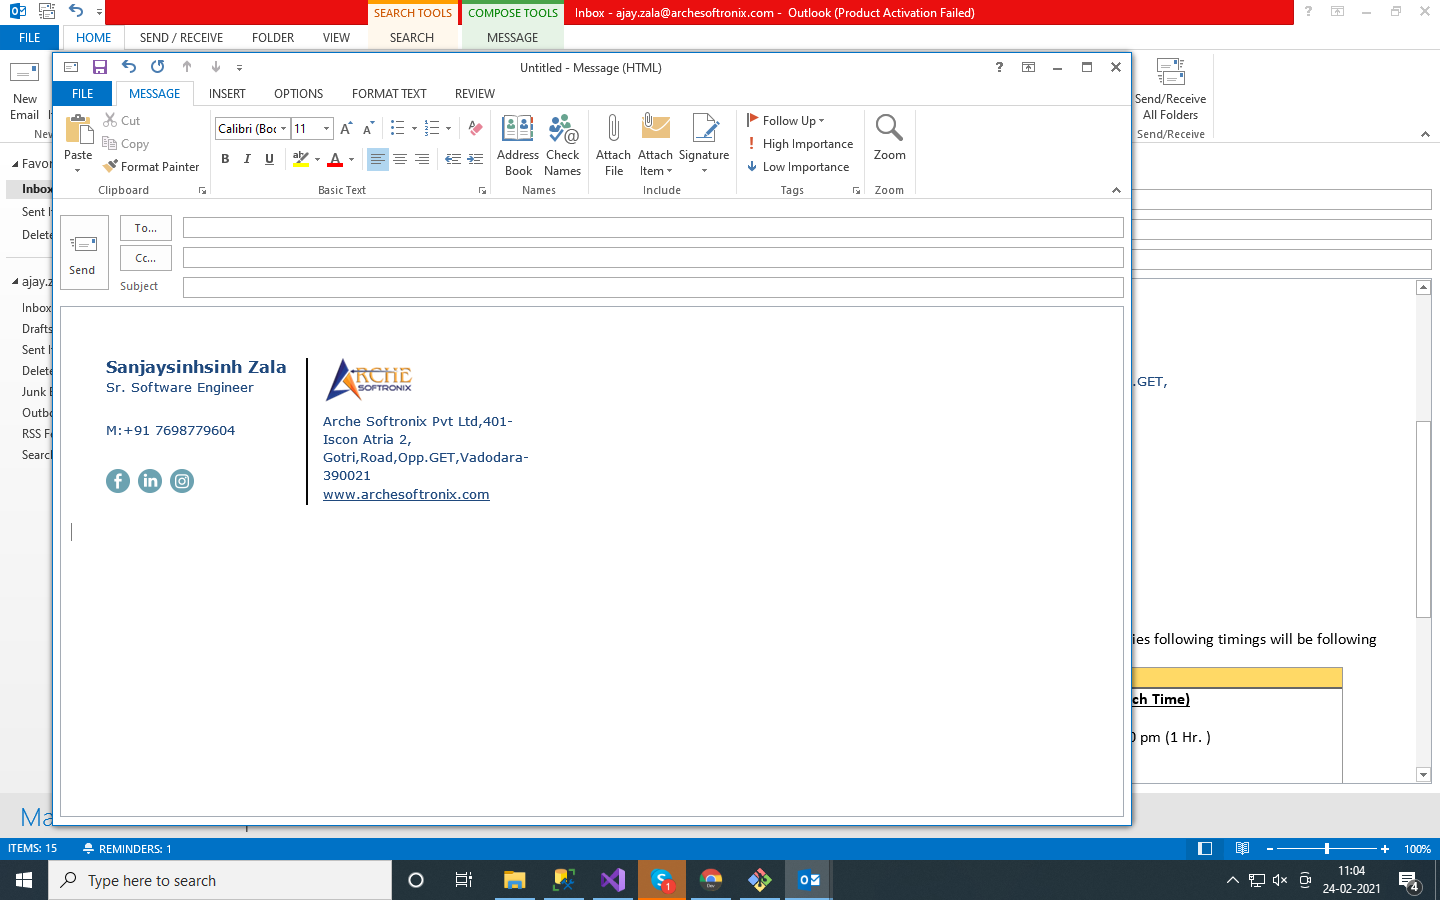 SEARCH TOOLS
COMPOSE TOOLS
Inbox - ajay.zala@archesoftronix.com - Outlook (Product Activation Failed)
?
FILE
HOME
SEND / RECEIVE
FOLDER
VIEW
SEARCH
MESSAGE
New
Email
Untitled - Message (HTML)
?
FILE
MESSAGE
INSERT
OPTIONS
FORMAT TEXT
REVIEW
Paste
Cut
Copy
Format Painter
Clipboard
Calibri (Boc
11
B I U
Basic Text
Address
Book
Check
Names
Names
Attach
File
Attach
Item
Signature
Include
Follow Up
High Importance
Low Importance
Tags
Zoom
Zoom
Send/Receive
All Folders
Send/Receive
Favor
Inbox
Sent I
Delete
ajay.z
Inbox
Drafts
Sent I
Delete
Junk E
Outbo
RSS Fe
Search
Send
To...
Cc...
Subject
Sanjaysinhsinh Zala
Sr. Software Engineer
M:+91 7698779604
ARCHE
SOFTRONIX
Arche Softronix Pvt Ltd,401-
Iscon Atria 2,
Gotri,Road,Opp.GET,Vadodara-
390021
www.archesoftronix.com
.GET,
ies following timings will be following
ch Time)
0 pm (1 Hr. )
Ma
ITEMS: 15
REMINDERS: 1
100%
Type here to search
1
11:04
24-02-2021
4